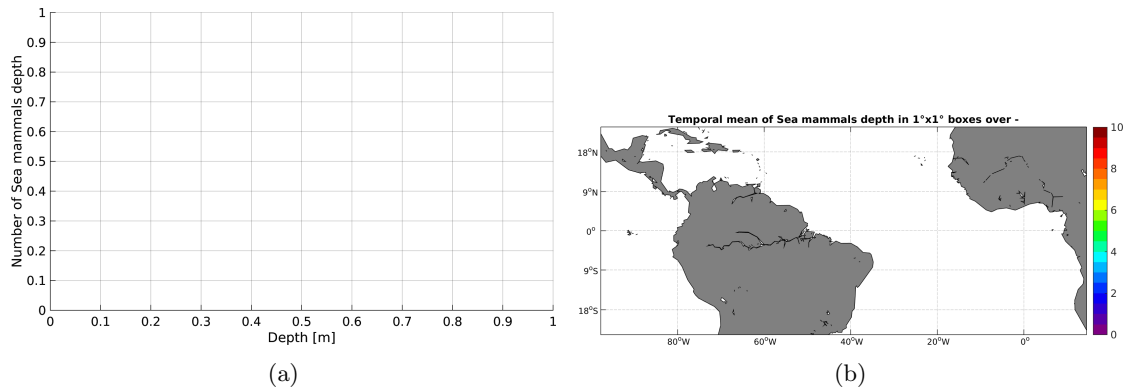 1
0.9
0.8
0.7
0.6
0.5
0.4
0.3
0.2
0.1
0
Number of Sea mammals depth
0 0.1 0.2 0.3 0.4 0.5 0.6 0.7 0.8 0.9 1
Depth [m]
(a)
Temporal mean of Sea mammals depth in 1°x1° boxes over -
18°N
9°N
0°
9°S
18°S
80°W 60°W 40°W 20°W 0°
10
8
6
4
2
0
(b)